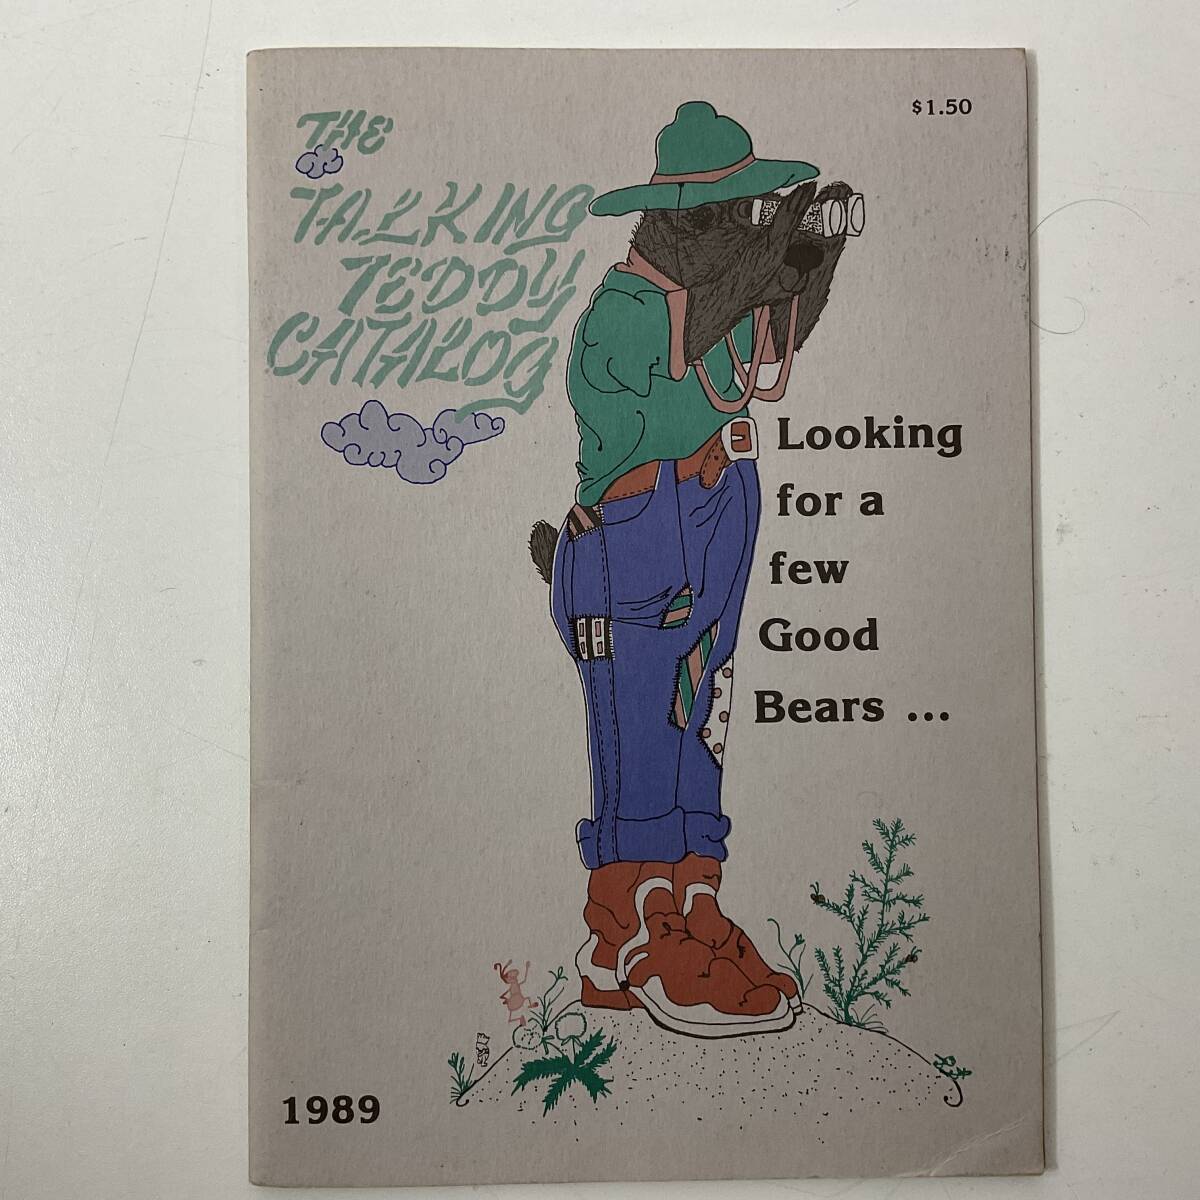 $1.50
THE
TALKING
TEDDY
CATALOG
Looking
for a
few
Good
Bears ...
1989